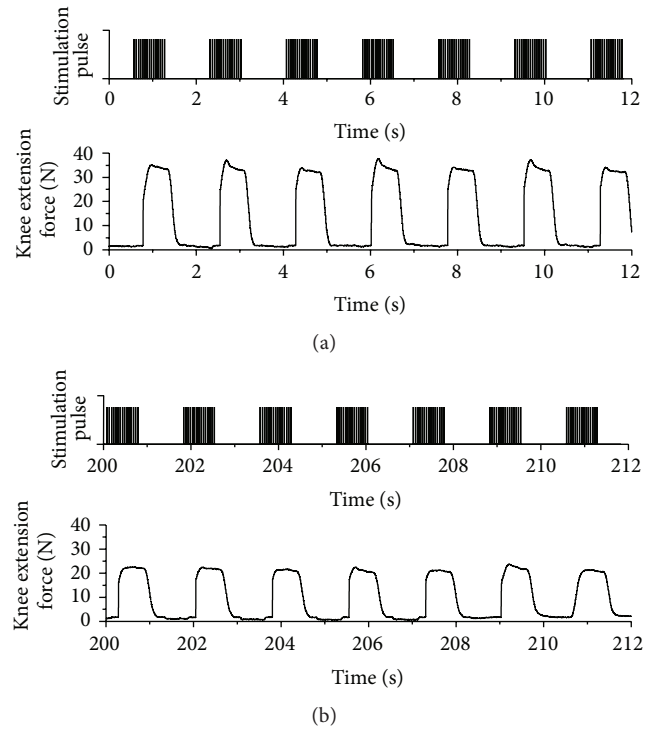 Stimulation
pulse
0 2 4 6 8 10 12
Time (s)
Knee extension
force (N)
40
30
20
10
0
0 2 4 6 8 10 12
Time (s)
(a)
Stimulation
pulse
200 202 204 206 208 210 212
Time (s)
Knee extension
force (N)
40
30
20
10
0
200 202 204 206 208 210 212
Time (s)
(b)